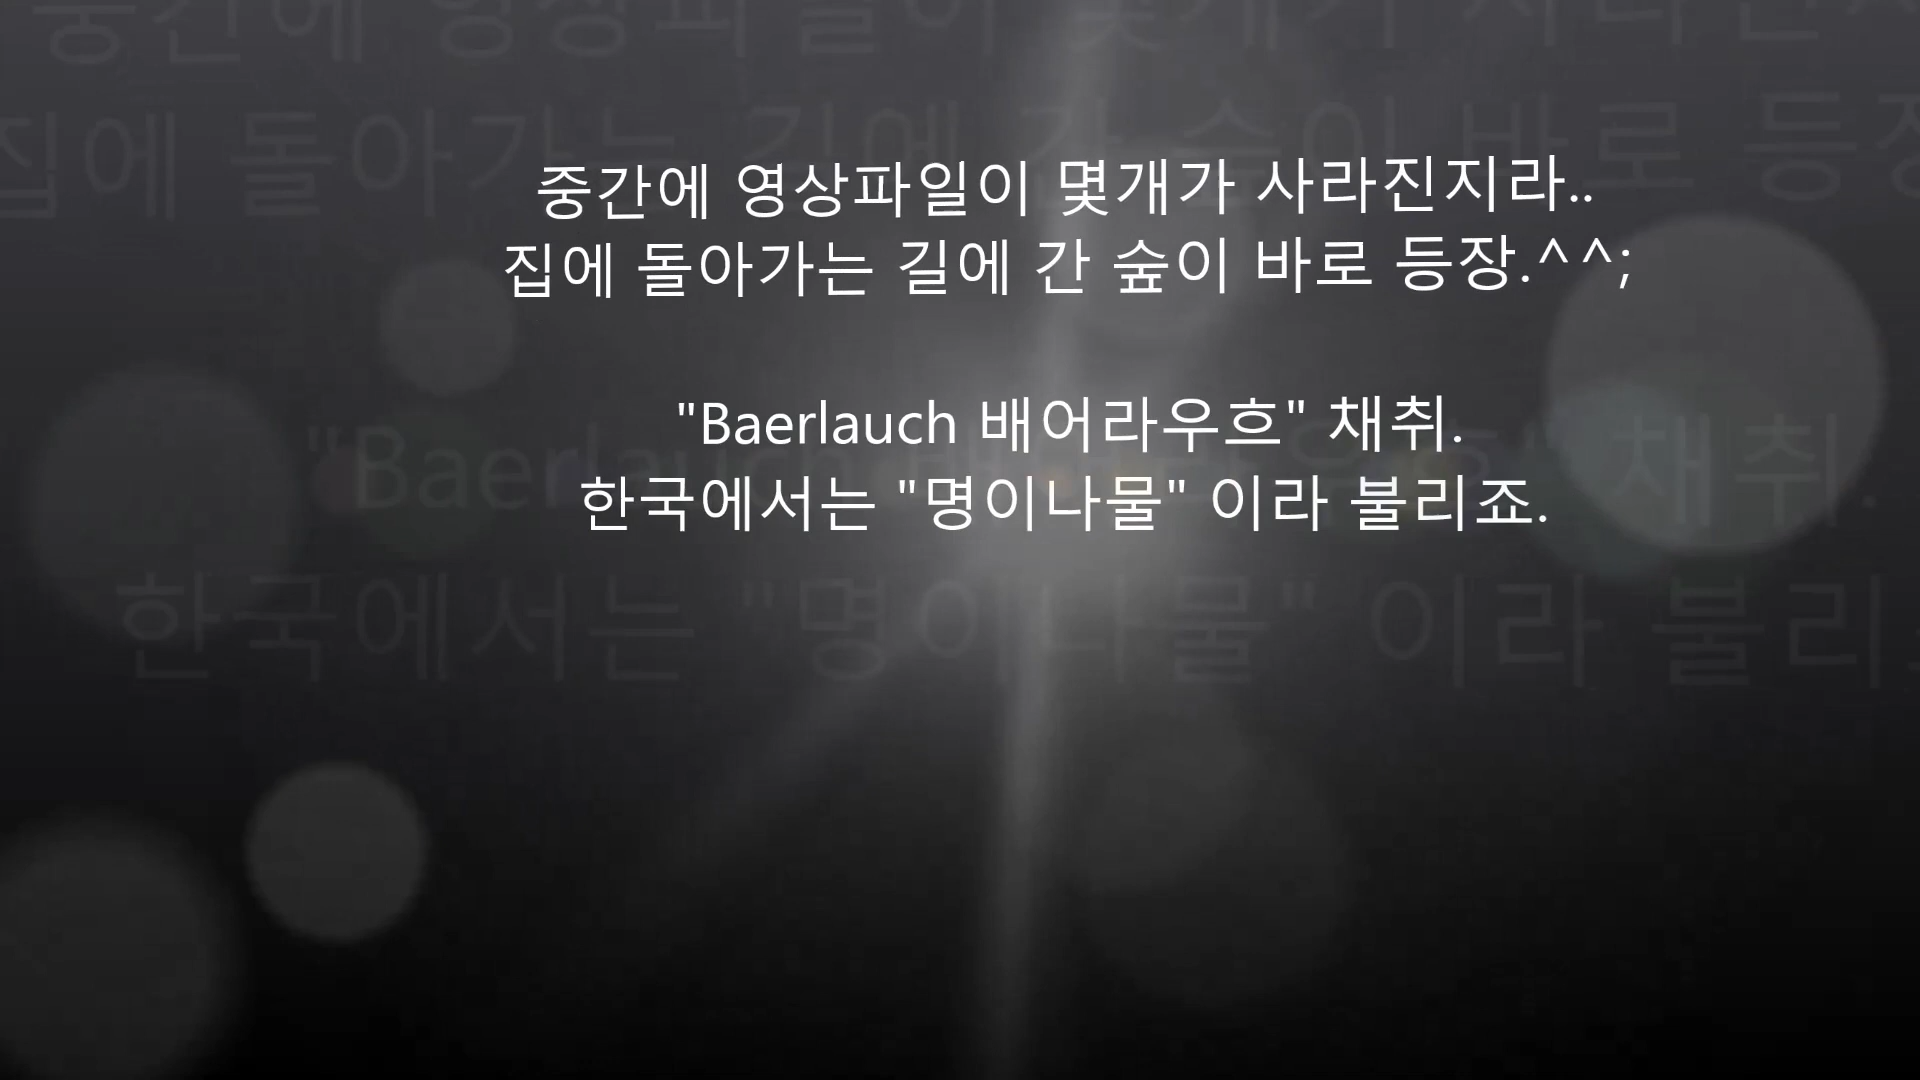 중간에 영상파일이 몇개가 사라진지라..
집에 돌아가는 길에 간 숲이 바로 등장.^^;
"Baerlauch 배어라우흐" 채취.
한국에서는 "명이나물" 이라 불리죠.